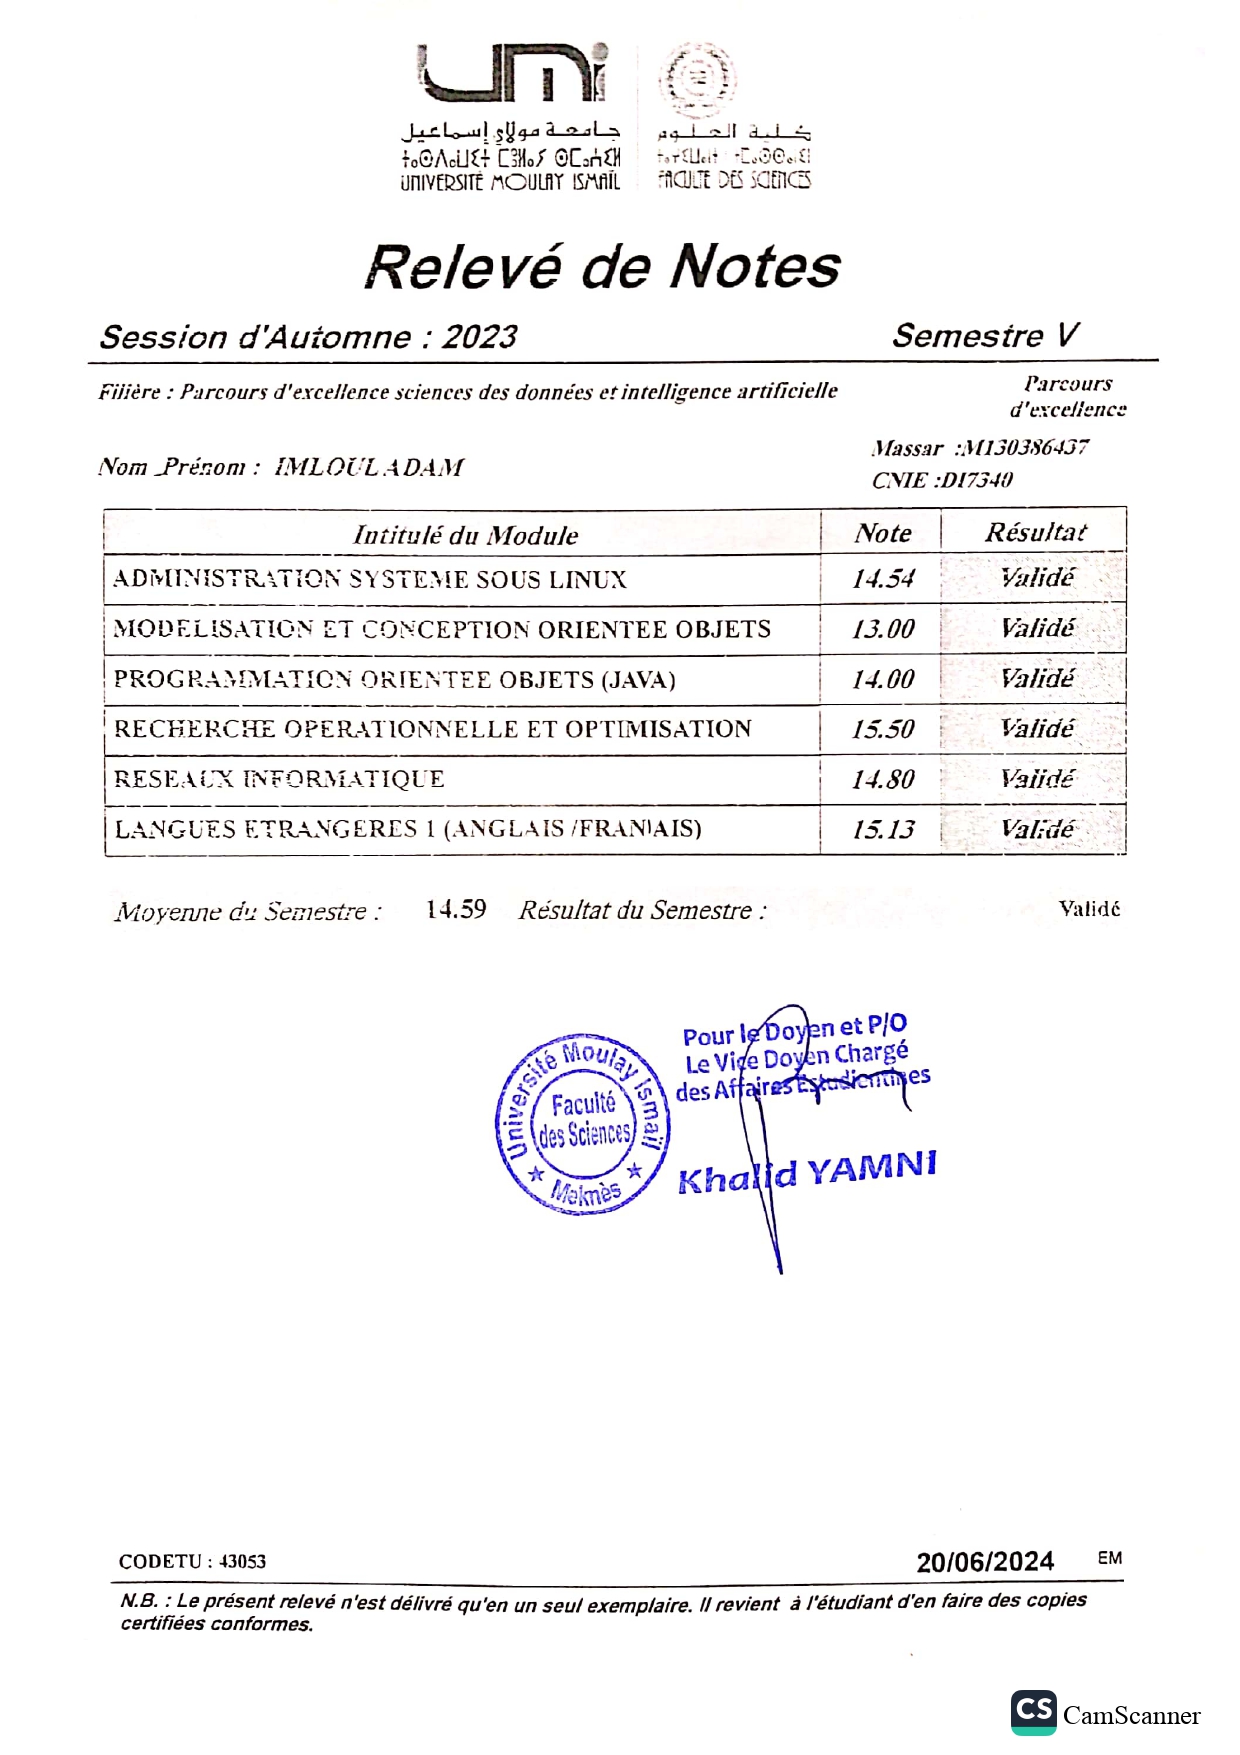 umi
جامعة مولاي إسماعيل
ⵜⴰⵙⴷⴰⵡⵉⵜ ⵎⵓⵍⴰⵢ ⵙⵎⴰⵄⵉⵍ
UNIVERSITÉ MOULAY ISMAÏL
كلية العلوم
FACULTÉ DES SCIENCES
Relevé de Notes
Session d'Automne : 2023
Semestre V
Filière : Parcours d'excellence sciences des données et intelligence artificielle
Parcours
d'excellence
Nom _Prénom : IMLOUL ADAM
Massar :M130386437
CNIE :D17340
Intitulé du Module Note Résultat
ADMINISTRATION SYSTEME SOUS LINUX 14.54 Validé
MODELISATION ET CONCEPTION ORIENTEE OBJETS 13.00 Validé
PROGRAMMATION ORIENTEE OBJETS (JAVA) 14.00 Validé
RECHERCHE OPERATIONNELLE ET OPTIMISATION 15.50 Validé
RESEAUX INFORMATIQUE 14.80 Validé
LANGUES ETRANGERES 1 (ANGLAIS /FRANIAIS) 15.13 Validé
Moyenne du Semestre : 14.59 Résultat du Semestre : Validé
Université Moulay Ismaïl
Faculté
des Sciences
Meknès
Pour le Doyen et P/O
Le Vice Doyen Chargé
des Affaires Estudientines
Khalid YAMNI
CODETU : 43053
20/06/2024 EM
N.B. : Le présent relevé n'est délivré qu'en un seul exemplaire. Il revient à l'étudiant d'en faire des copies
certifiées conformes.
CS CamScanner